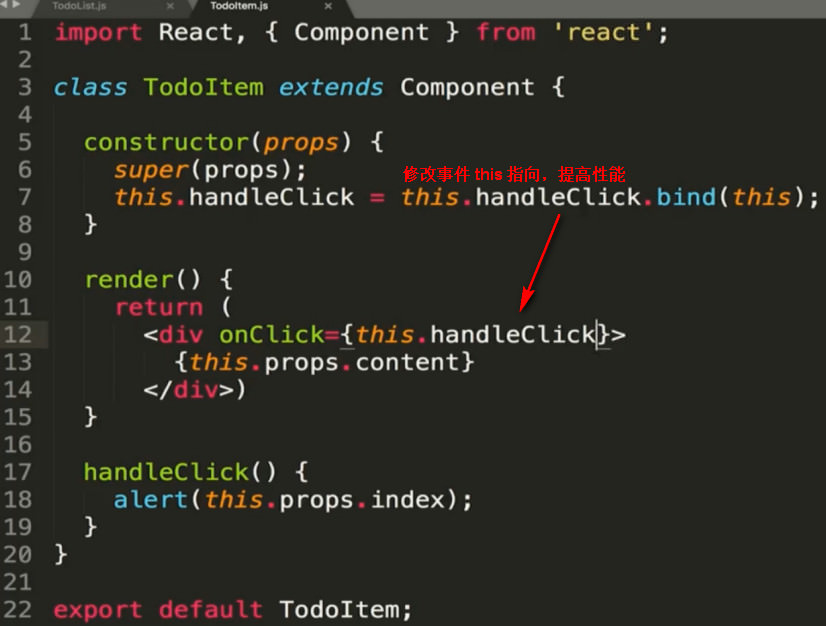 TodoList.js × TodoItem.js ×
1 import React, { Component } from 'react';
2
3 class TodoItem extends Component {
4
5 constructor(props) {
6 super(props);
修改事件 this 指向，提高性能
7 this.handleClick = this.handleClick.bind(this);
8 }
9
10 render() {
11 return (
12 <div onClick={this.handleClick}>
13 {this.props.content}
14 </div>)
15 }
16
17 handleClick() {
18 alert(this.props.index);
19 }
20 }
21
22 export default TodoItem;